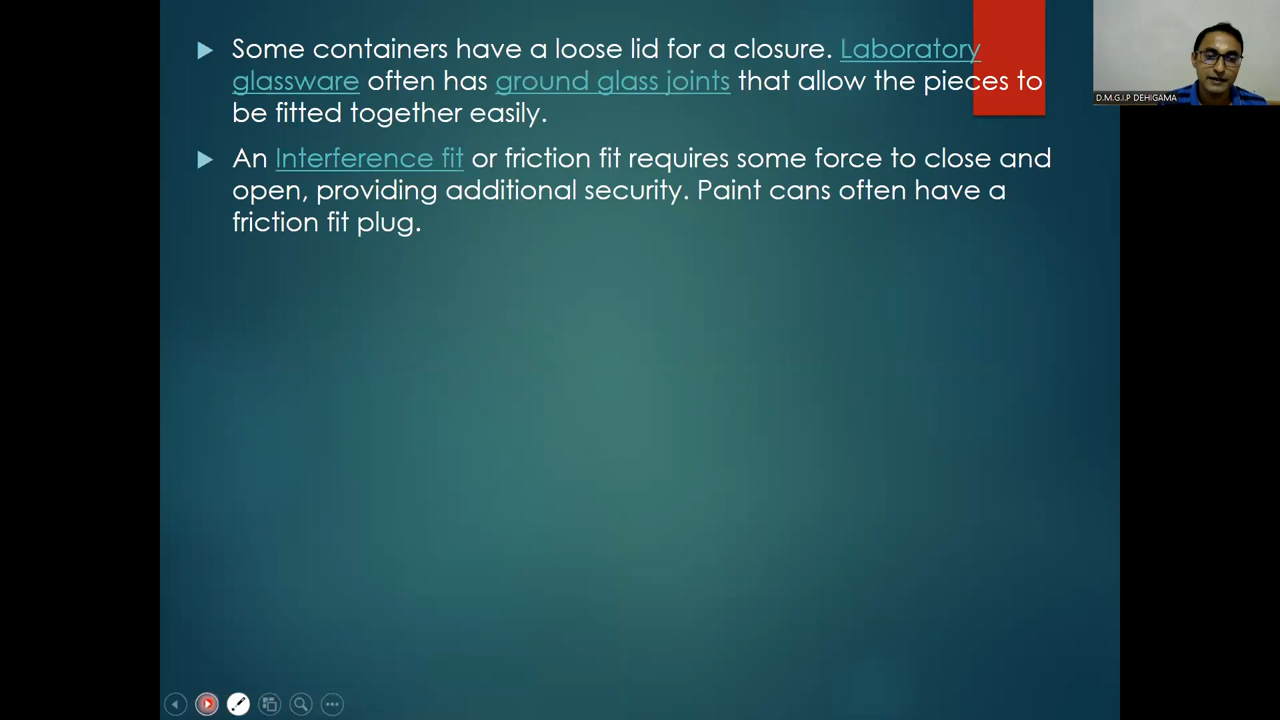 Some containers have a loose lid for a closure. Laboratory
glassware often has ground glass joints that allow the pieces to
be fitted together easily.
An Interference fit or friction fit requires some force to close and
open, providing additional security. Paint cans often have a
friction fit plug.
D.M.G.I.P DEHIGAMA